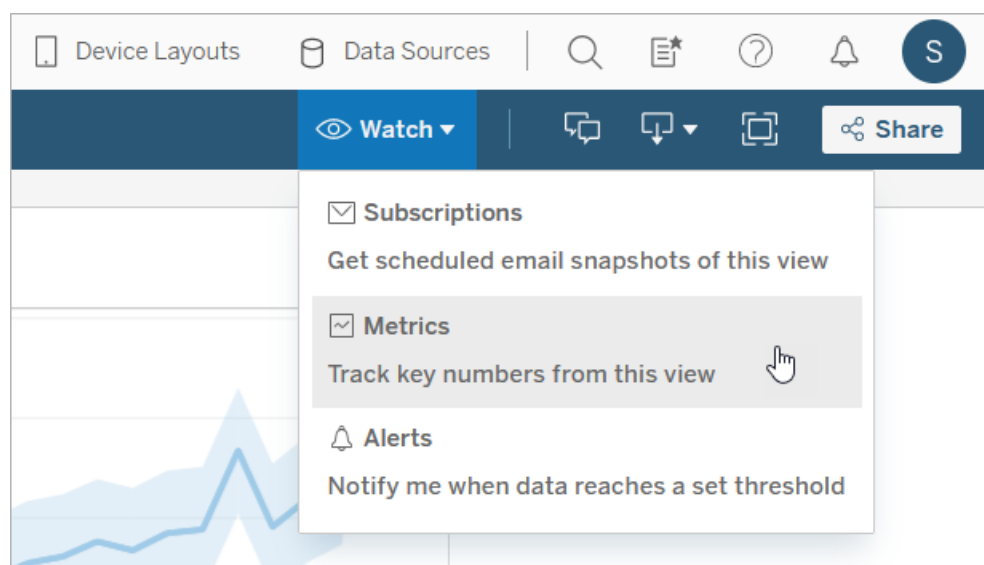 Device Layouts Data Sources S
Watch Share
Subscriptions
Get scheduled email snapshots of this view
Metrics
Track key numbers from this view
Alerts
Notify me when data reaches a set threshold